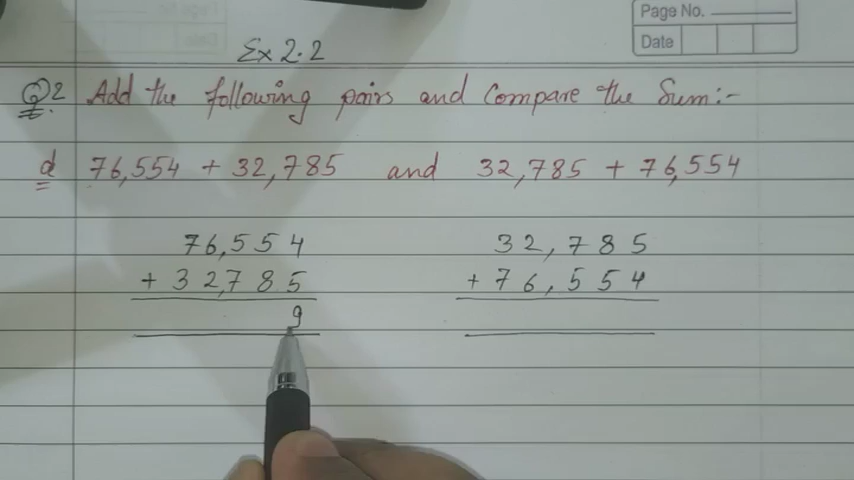 Page No.
Date
Ex 2.2
Q2 Add the following pairs and Compare the Sum:-
d 76,554 + 32,785 and 32,785 + 76,554
76,554 32,785
+ 32,785 + 76,554
9